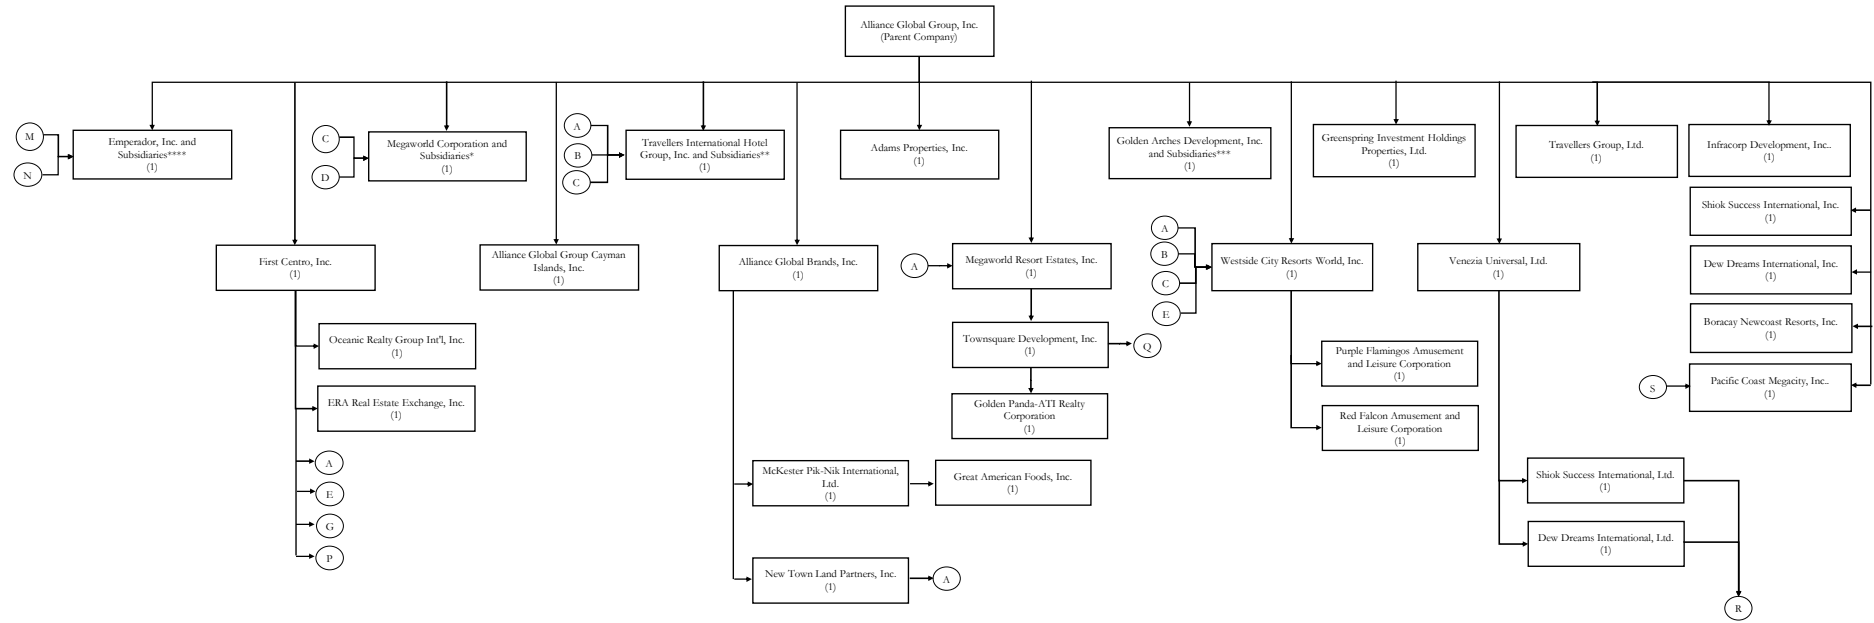 Alliance Global Group, Inc.
(Parent Company)
M
N
Emperador, Inc. and
Subsidiaries****
(1)
C
D
Megaworld Corporation and
Subsidiaries*
(1)
A
B
C
Travellers International Hotel
Group, Inc. and Subsidiaries**
(1)
Adams Properties, Inc.
(1)
Golden Arches Development, Inc.
and Subsidiaries***
(1)
Greenspring Investment Holdings
Properties, Ltd.
(1)
Travellers Group, Ltd.
(1)
Infracorp Development, Inc..
(1)
Shiok Success International, Inc.
(1)
Dew Dreams International, Inc.
(1)
Boracay Newcoast Resorts, Inc.
(1)
S
Pacific Coast Megacity, Inc..
(1)
First Centro, Inc.
(1)
Alliance Global Group Cayman
Islands, Inc.
(1)
Alliance Global Brands, Inc.
(1)
A
Megaworld Resort Estates, Inc.
(1)
A
B
C
E
Westside City Resorts World, Inc.
(1)
Venezia Universal, Ltd.
(1)
Oceanic Realty Group Int'l, Inc.
(1)
ERA Real Estate Exchange, Inc.
(1)
A
E
G
P
Townsquare Development, Inc.
(1)
Q
Golden Panda-ATI Realty
Corporation
(1)
Purple Flamingos Amusement
and Leisure Corporation
(1)
Red Falcon Amusement and
Leisure Corporation
(1)
McKester Pik-Nik International,
Ltd.
(1)
Great American Foods, Inc.
(1)
New Town Land Partners, Inc.
(1)
A
Shiok Success International, Ltd.
(1)
Dew Dreams International, Ltd.
(1)
R